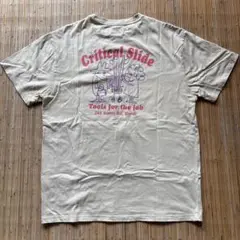 Critical Slide
Tools for the job